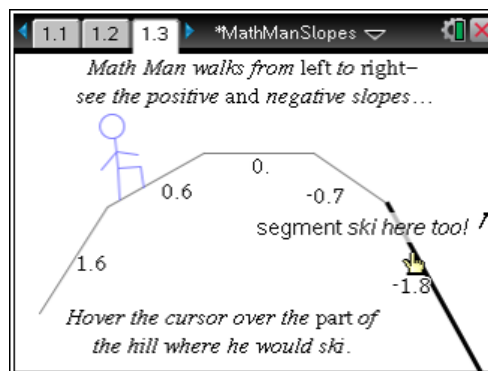 1.1 1.2 1.3 *MathManSlopes
Math Man walks from left to right–
see the positive and negative slopes...
0.
0.6
-0.7
segment ski here too!
1.6
-1.8
Hover the cursor over the part of
the hill where he would ski.